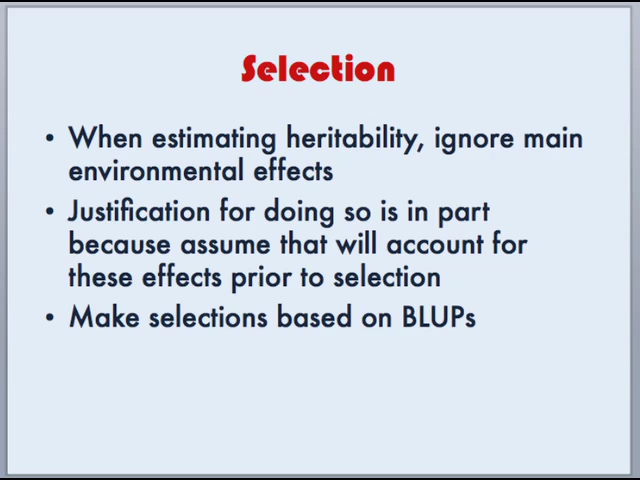 Selection
• When estimating heritability, ignore main
environmental effects
• Justification for doing so is in part
because assume that will account for
these effects prior to selection
• Make selections based on BLUPs